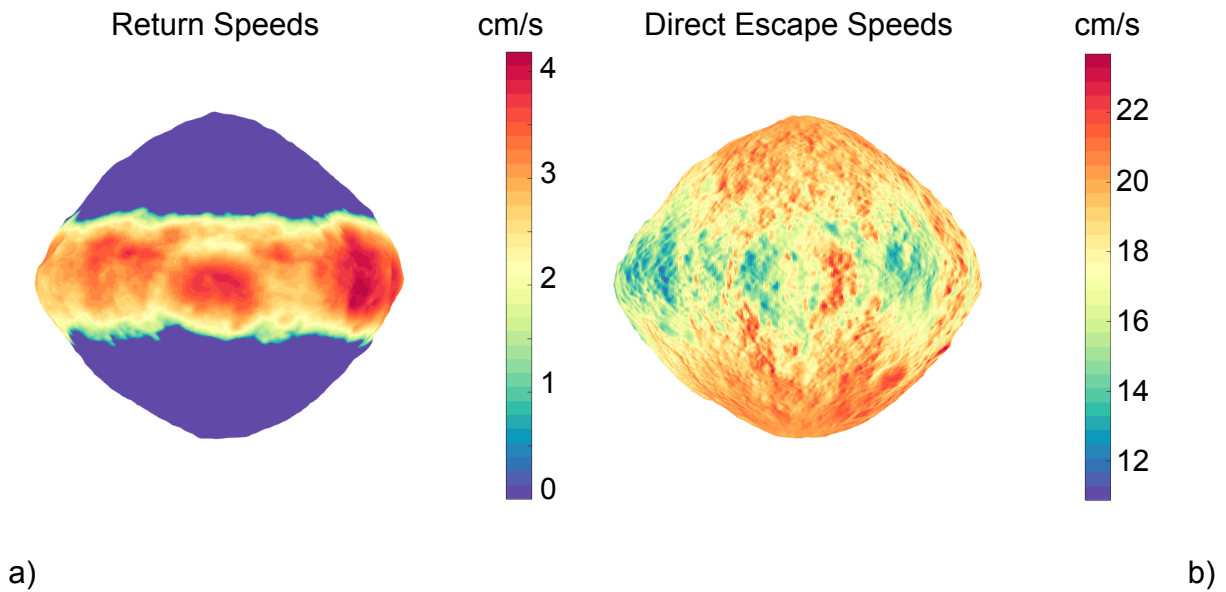 Return Speeds
cm/s
4
3
2
1
0
Direct Escape Speeds
cm/s
22
20
18
16
14
12
a)
b)